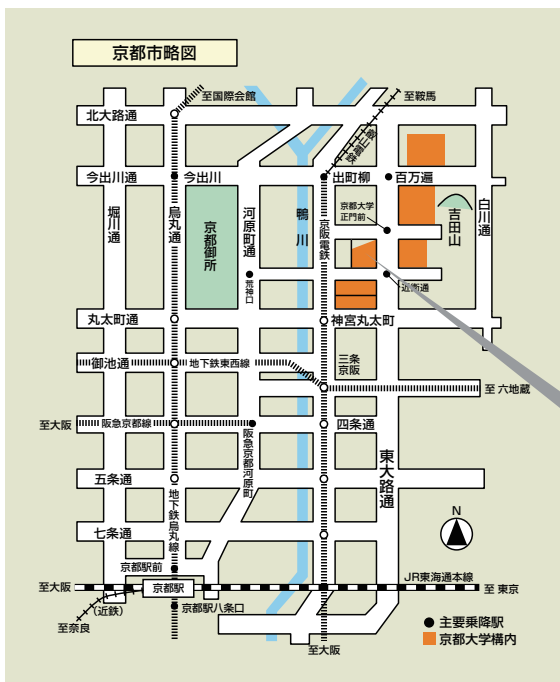 京都市略図
至国際会館
至鞍馬
北大路通
叡山電鉄
今出川通
今出川
出町柳
百万遍
堀川通
烏丸通
京都御所
河原町通
鴨川
京阪電鉄
京都大学
正門前
吉田山
白川通
荒神口
近衛通
丸太町通
神宮丸太町
御池通
地下鉄東西線
三条
京阪
至 六地蔵
至大阪
阪急京都線
四条通
阪急京都河原町
東大路通
五条通
地下鉄烏丸線
七条通
N
京都駅前
JR東海道本線
至大阪
京都駅
至 東京
(近鉄)
京都駅八条口
至奈良
至大阪
主要乗降駅
京都大学構内